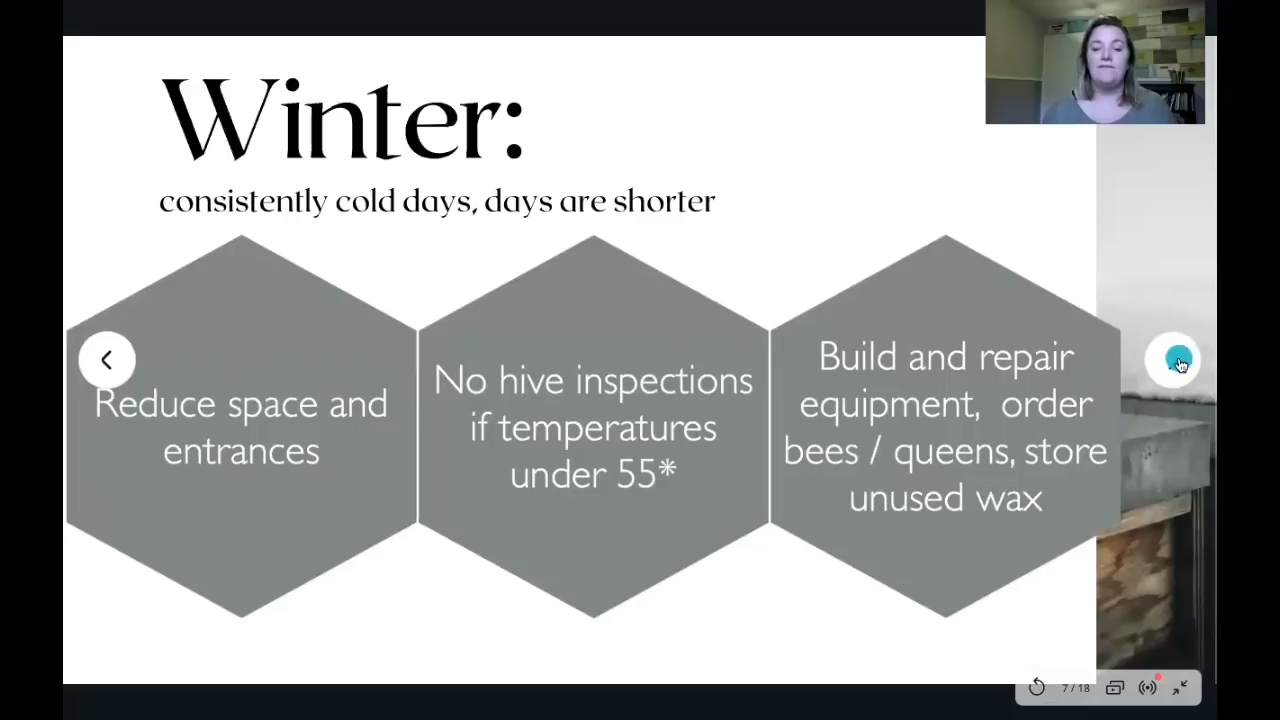 Winter:
consistently cold days, days are shorter
Reduce space and
entrances
No hive inspections
if temperatures
under 55*
Build and repair
equipment, order
bees / queens, store
unused wax
7 / 18